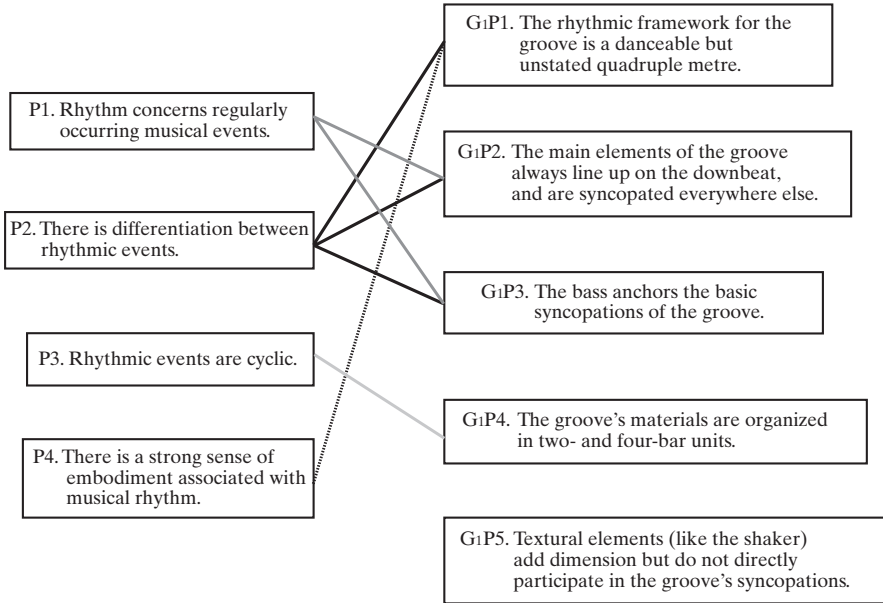 P1. Rhythm concerns regularly
occurring musical events.
P2. There is differentiation between
rhythmic events.
P3. Rhythmic events are cyclic.
P4. There is a strong sense of
embodiment associated with
musical rhythm.
G1P1. The rhythmic framework for the
groove is a danceable but
unstated quadruple metre.
G1P2. The main elements of the groove
always line up on the downbeat,
and are syncopated everywhere else.
G1P3. The bass anchors the basic
syncopations of the groove.
G1P4. The groove's materials are organized
in two- and four-bar units.
G1P5. Textural elements (like the shaker)
add dimension but do not directly
participate in the groove's syncopations.